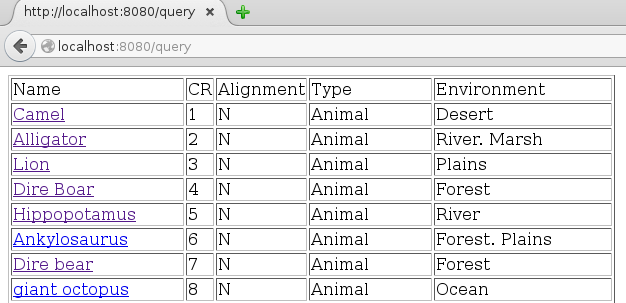 http://localhost:8080/query
localhost:8080/query
Name CR Alignment Type Environment
Camel 1 N Animal Desert
Alligator 2 N Animal River. Marsh
Lion 3 N Animal Plains
Dire Boar 4 N Animal Forest
Hippopotamus 5 N Animal River
Ankylosaurus 6 N Animal Forest. Plains
Dire bear 7 N Animal Forest
giant octopus 8 N Animal Ocean